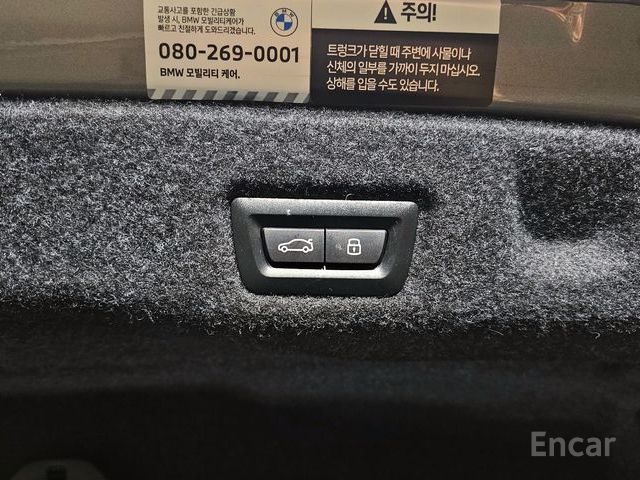 교통사고를 포함한 긴급상황
발생 시, BMW 모빌리티케어가
빠르고 친절하게 도와드리겠습니다.
080-269-0001
BMW 모빌리티 케어.
BMW
주의!
트렁크가 닫힐 때 주변에 사물이나
신체의 일부를 가까이 두지 마십시오.
상해를 입을 수도 있습니다.
Encar